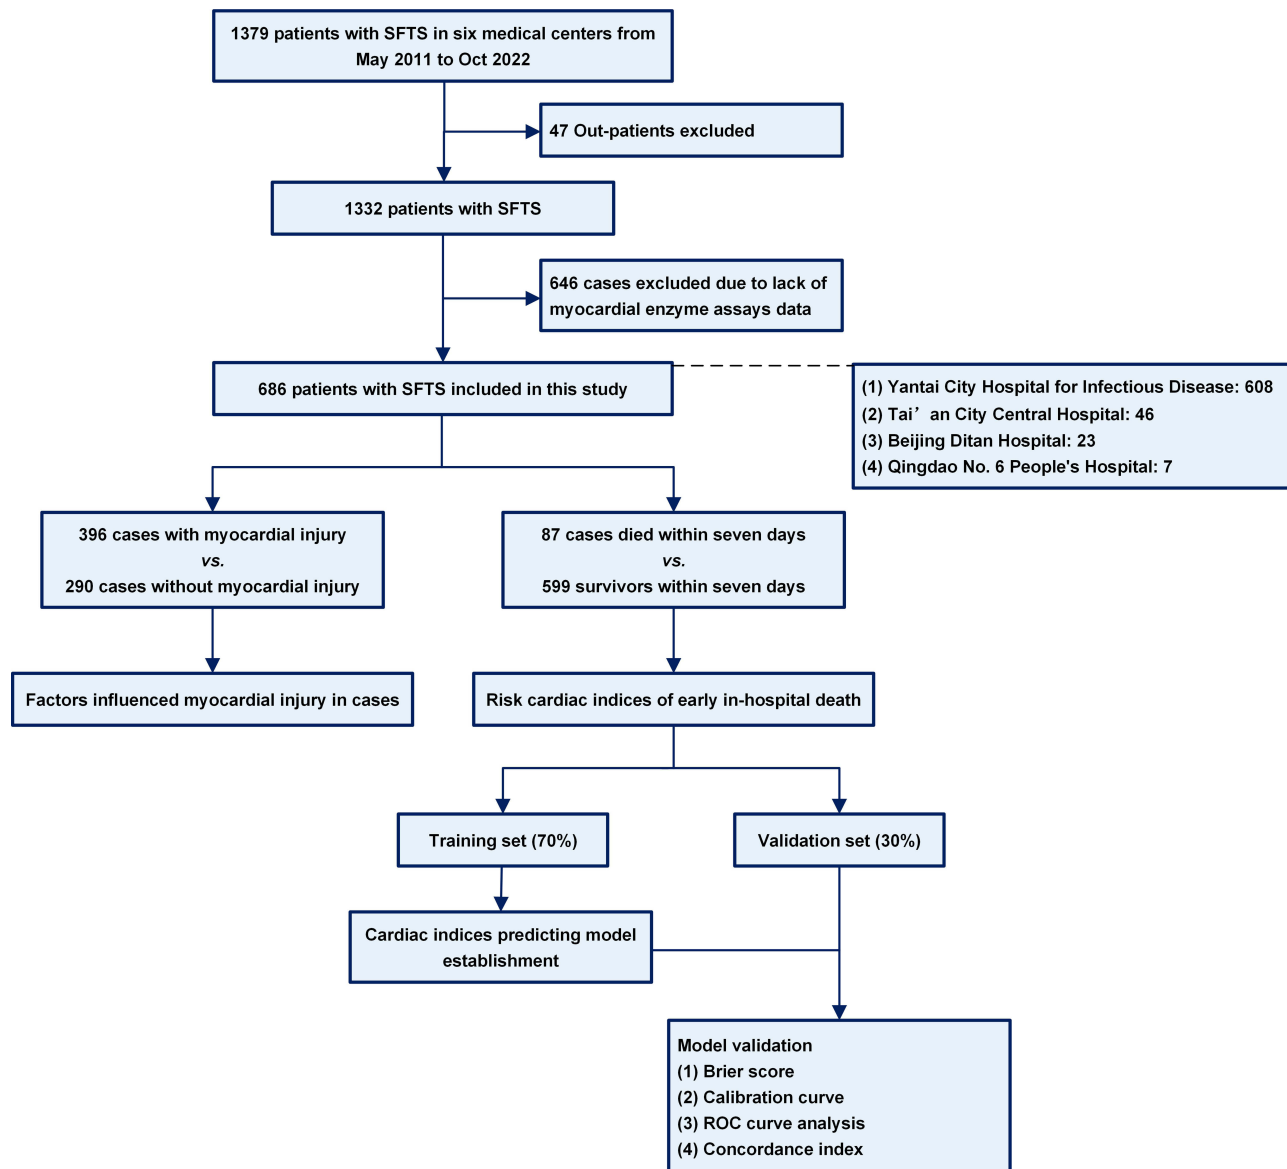 1379 patients with SFTS in six medical centers from
May 2011 to Oct 2022
47 Out-patients excluded
1332 patients with SFTS
646 cases excluded due to lack of
myocardial enzyme assays data
686 patients with SFTS included in this study
(1) Yantai City Hospital for Infectious Disease: 608
(2) Tai’an City Central Hospital: 46
(3) Beijing Ditan Hospital: 23
(4) Qingdao No. 6 People's Hospital: 7
396 cases with myocardial injury
vs.
290 cases without myocardial injury
87 cases died within seven days
vs.
599 survivors within seven days
Factors influenced myocardial injury in cases
Risk cardiac indices of early in-hospital death
Training set (70%)
Validation set (30%)
Cardiac indices predicting model
establishment
Model validation
(1) Brier score
(2) Calibration curve
(3) ROC curve analysis
(4) Concordance index